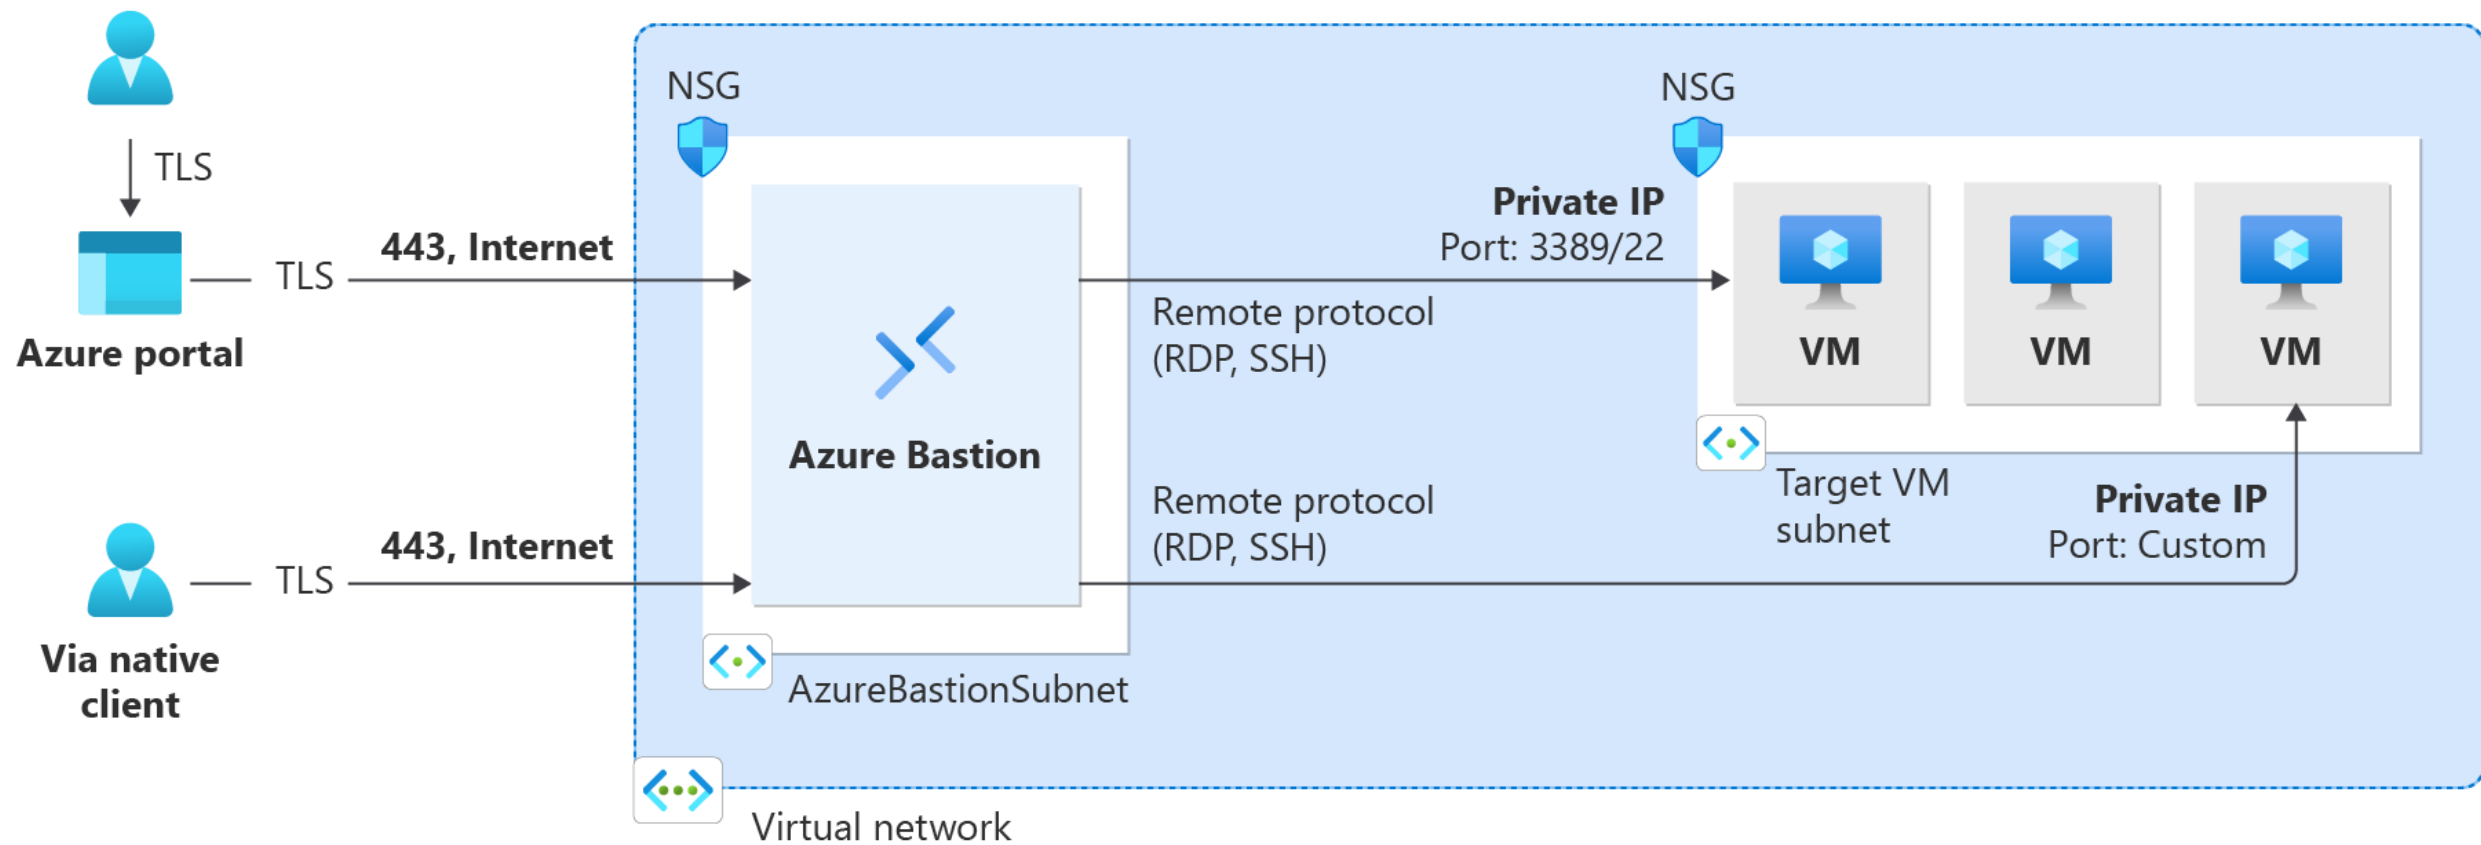 NSG
NSG
TLS
Private IP
Port: 3389/22
443, Internet
TLS
Remote protocol
(RDP, SSH)
Azure portal
VM
VM
VM
Azure Bastion
Target VM
subnet
Private IP
Port: Custom
Remote protocol
(RDP, SSH)
443, Internet
TLS
Via native
client
AzureBastionSubnet
Virtual network